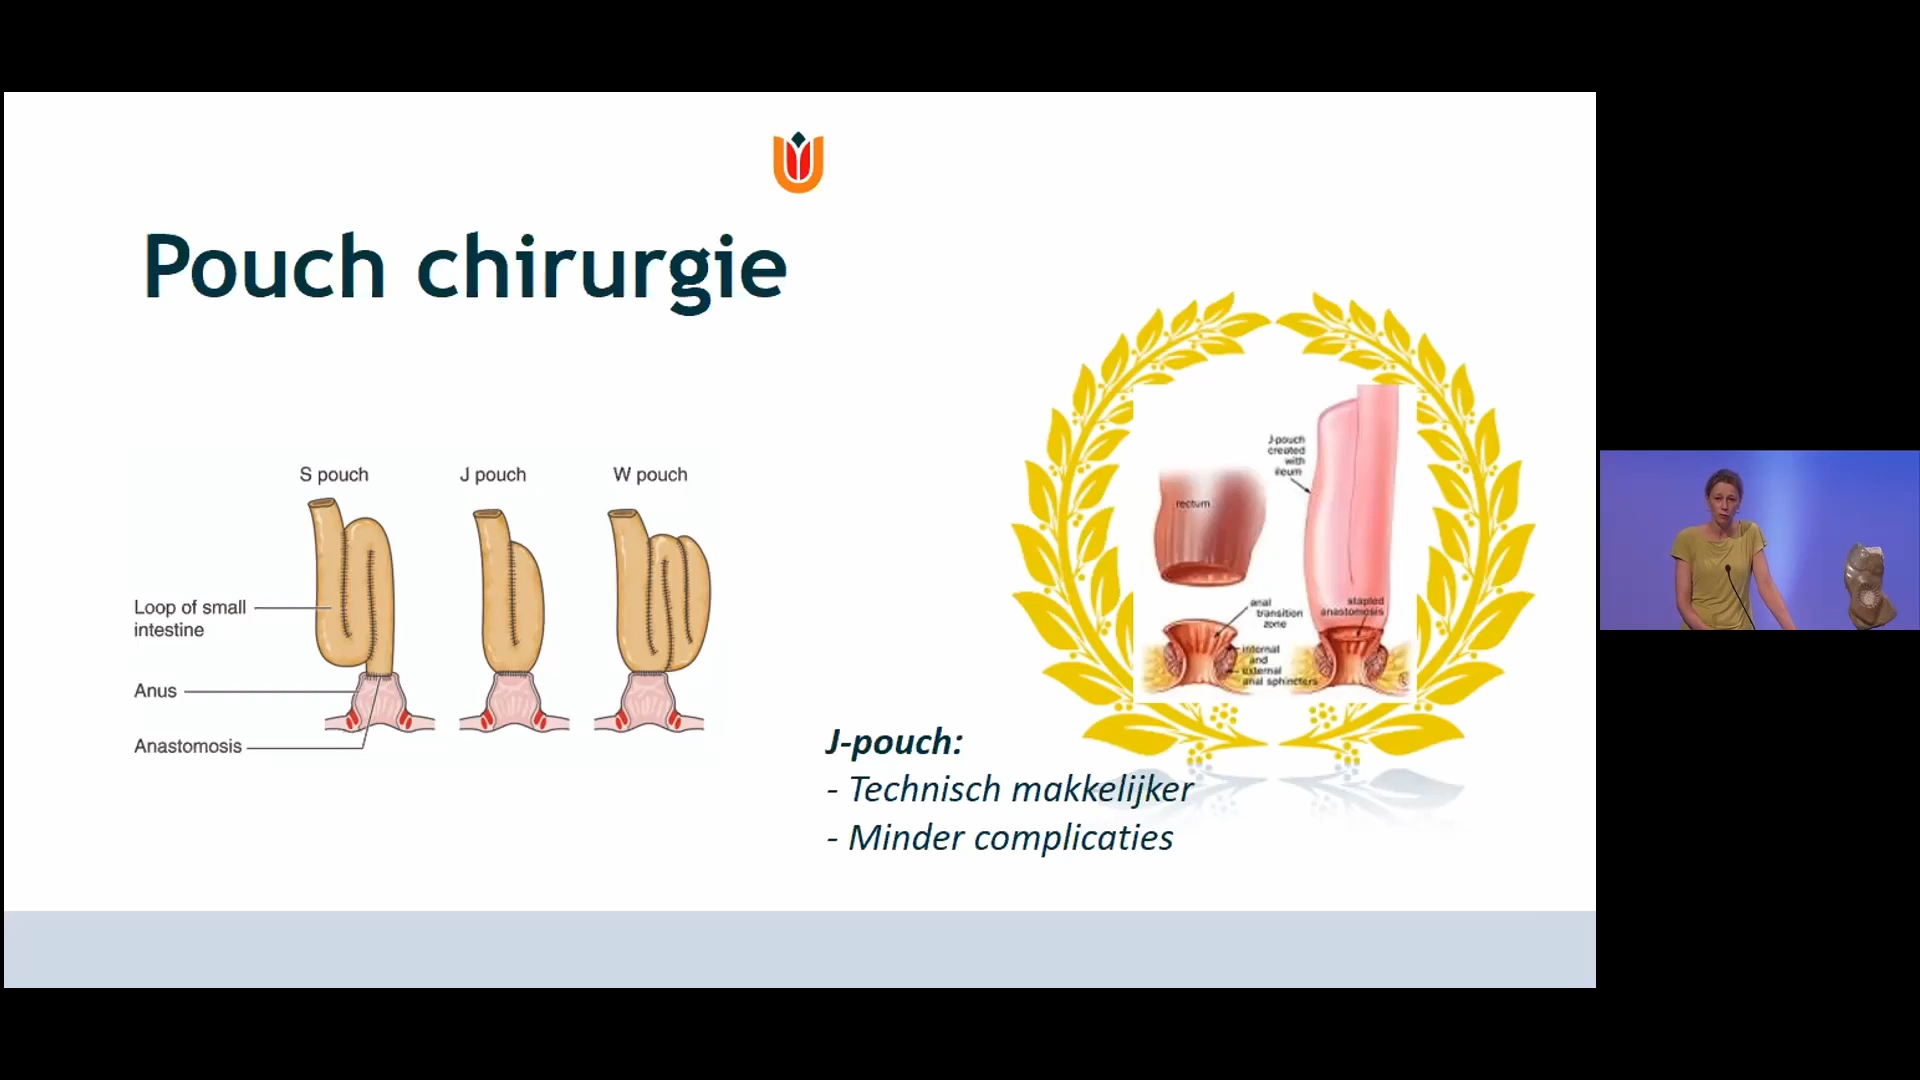 Pouch chirurgie
S pouch
J pouch
W pouch
Loop of small
intestine
Anus
Anastomosis
J-pouch
created
with
ileum
rectum
anal
transition
zone
stapled
anastomosis
internal
and
external
anal sphincters
J-pouch:
- Technisch makkelijker
- Minder complicaties